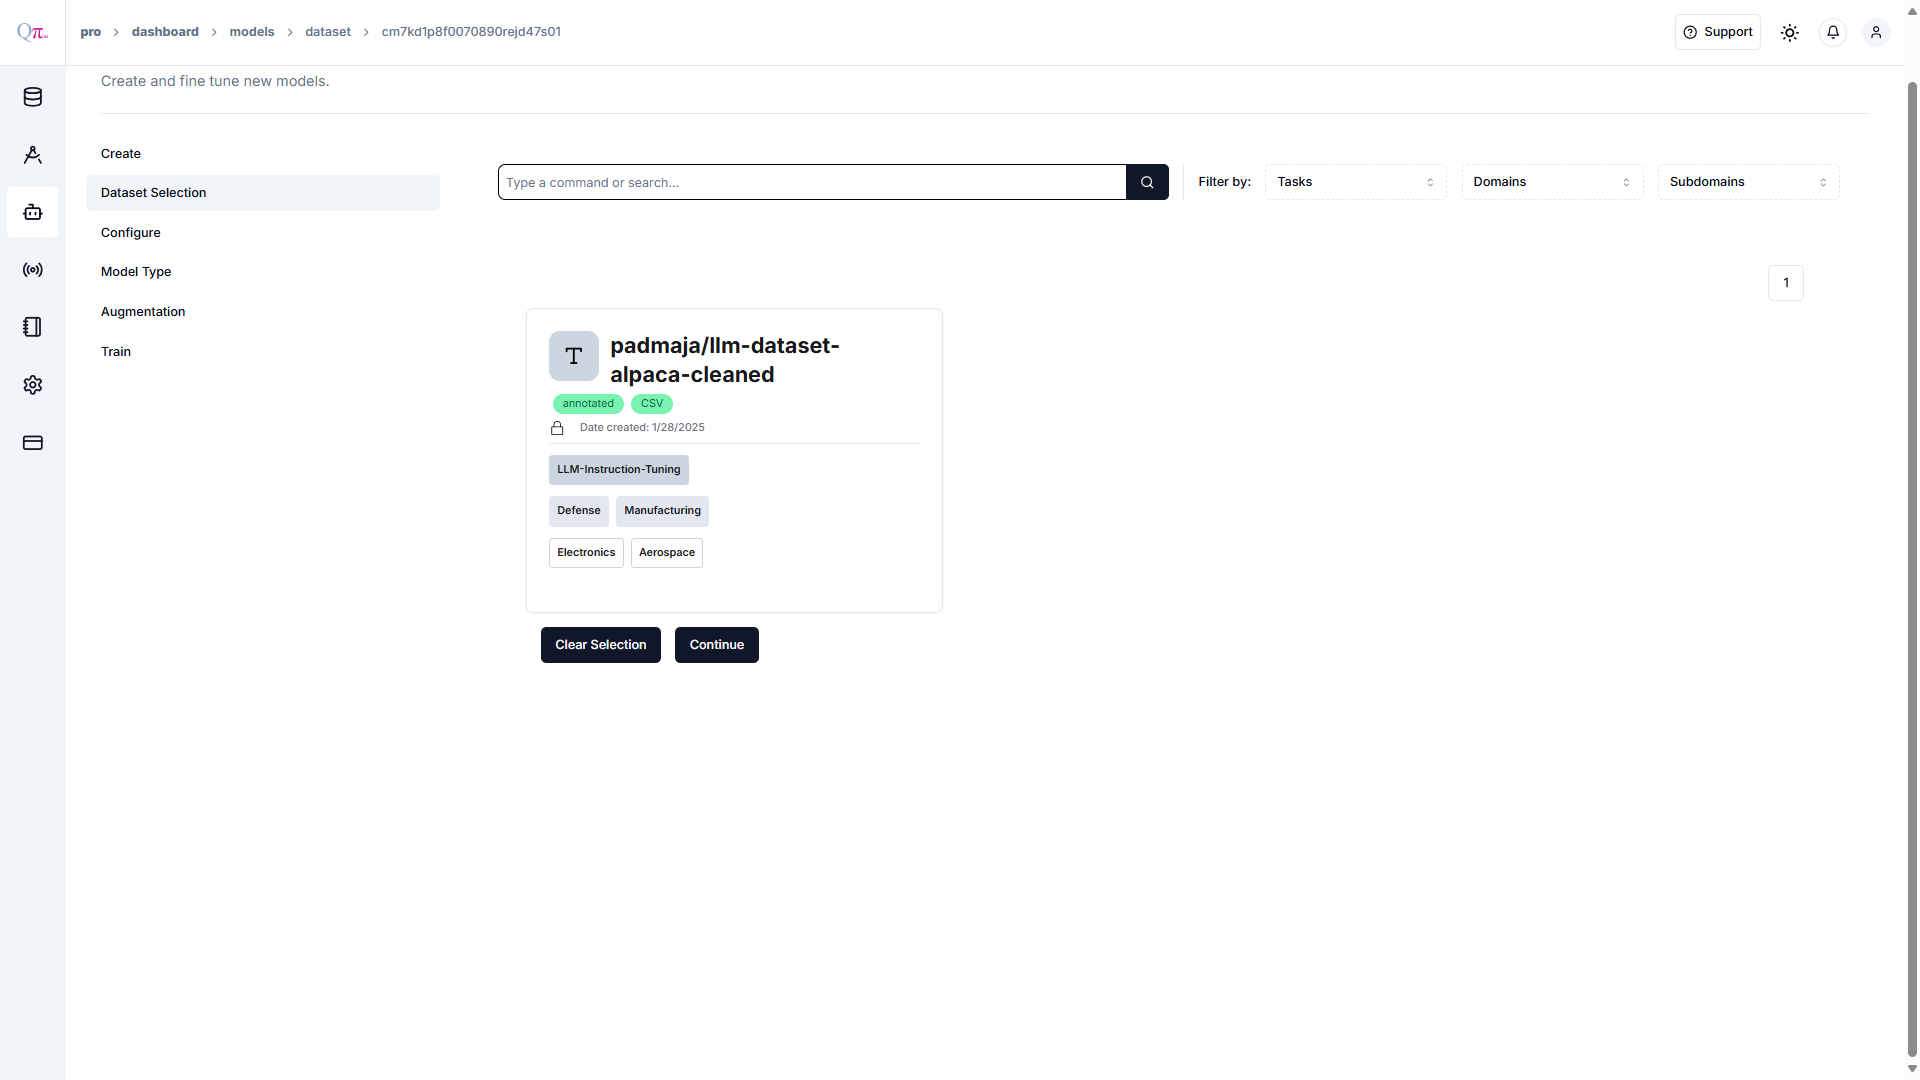 Qπ.ai
pro > dashboard > models > dataset > cm7kd1p8f0070890rejd47s01
Support
Create and fine tune new models.
Create
Dataset Selection
Configure
Model Type
Augmentation
Train
Type a command or search...
Filter by:
Tasks
Domains
Subdomains
1
T
padmaja/llm-dataset-
alpaca-cleaned
annotated CSV
Date created: 1/28/2025
LLM-Instruction-Tuning
Defense Manufacturing
Electronics Aerospace
Clear Selection Continue